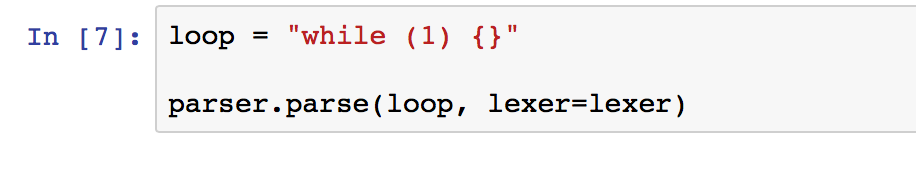 In [7]: loop = "while (1) {}"
parser.parse(loop, lexer=lexer)